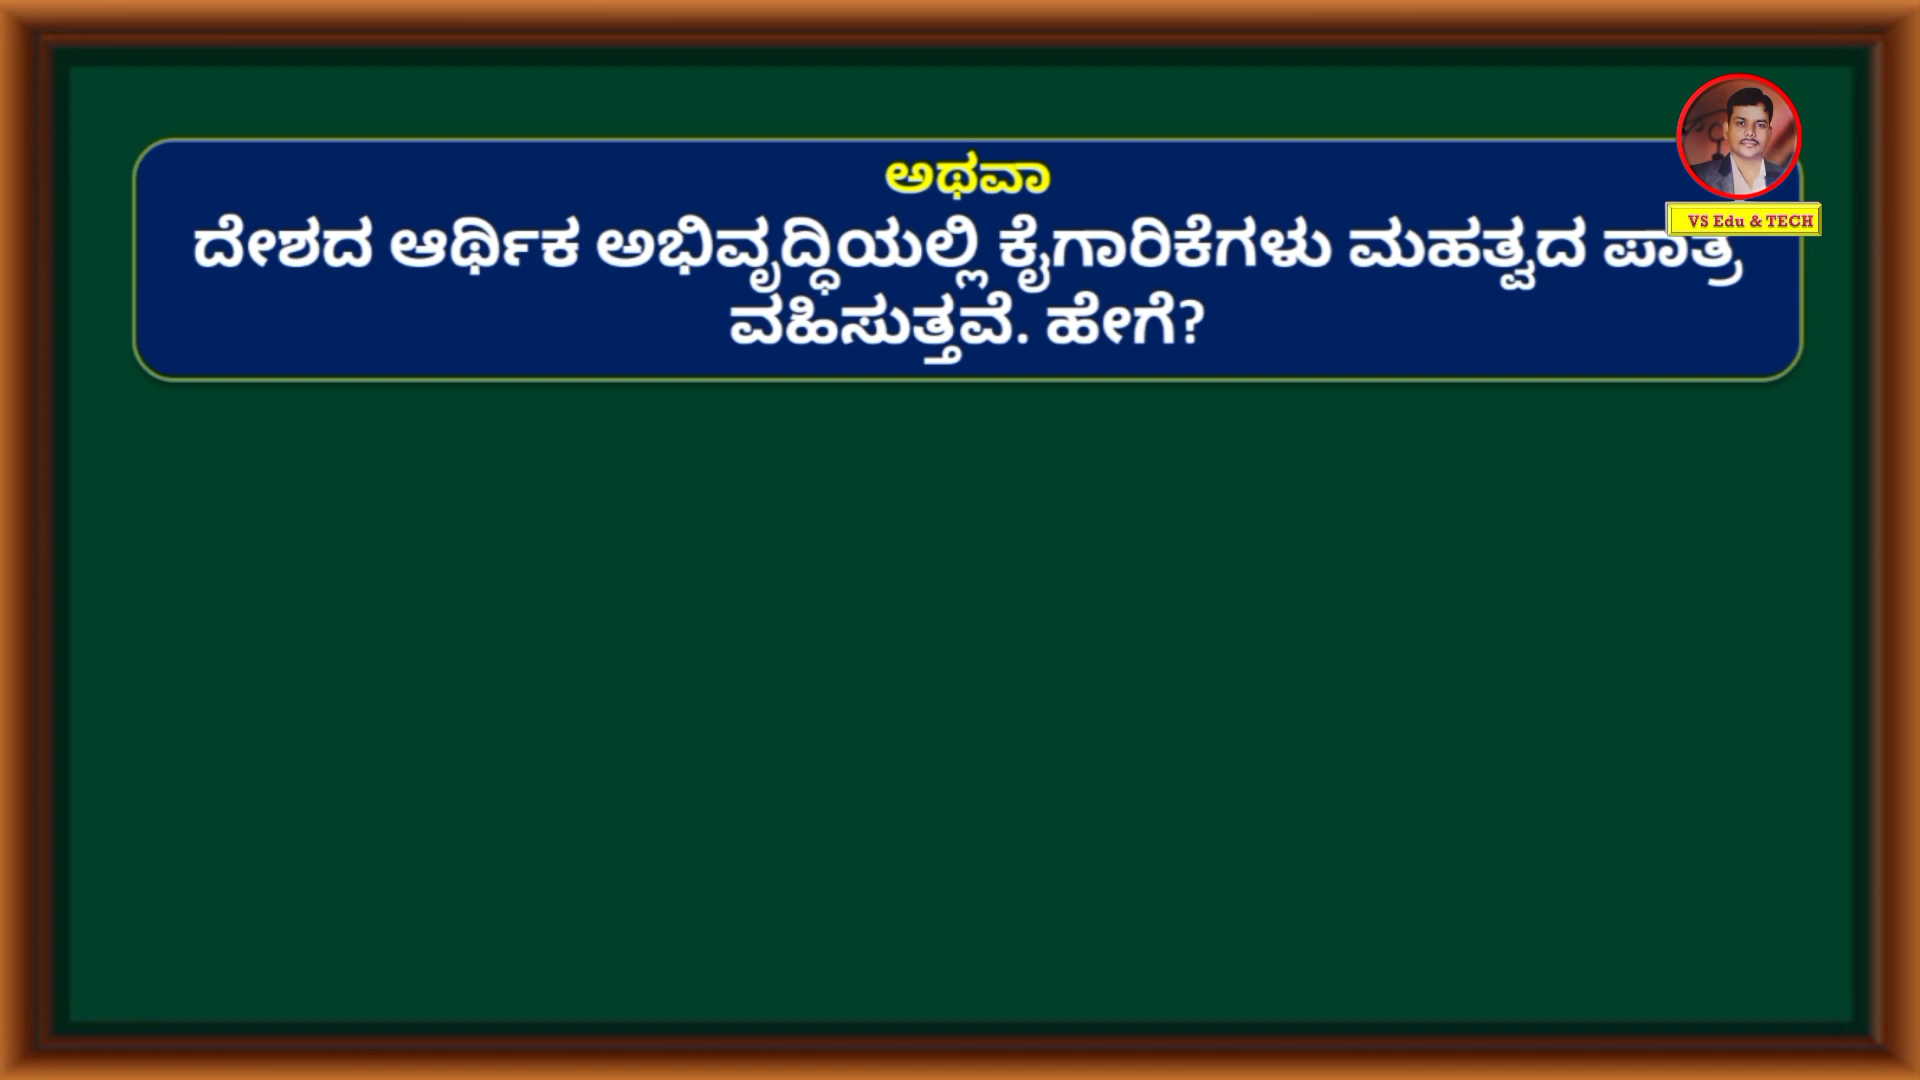 ಅಥವಾ
ದೇಶದ ಆರ್ಥಿಕ ಅಭಿವೃದ್ಧಿಯಲ್ಲಿ ಕೈಗಾರಿಕೆಗಳು ಮಹತ್ವದ ಪಾತ್ರ
ವಹಿಸುತ್ತವೆ. ಹೇಗೆ?
VS Edu & TECH